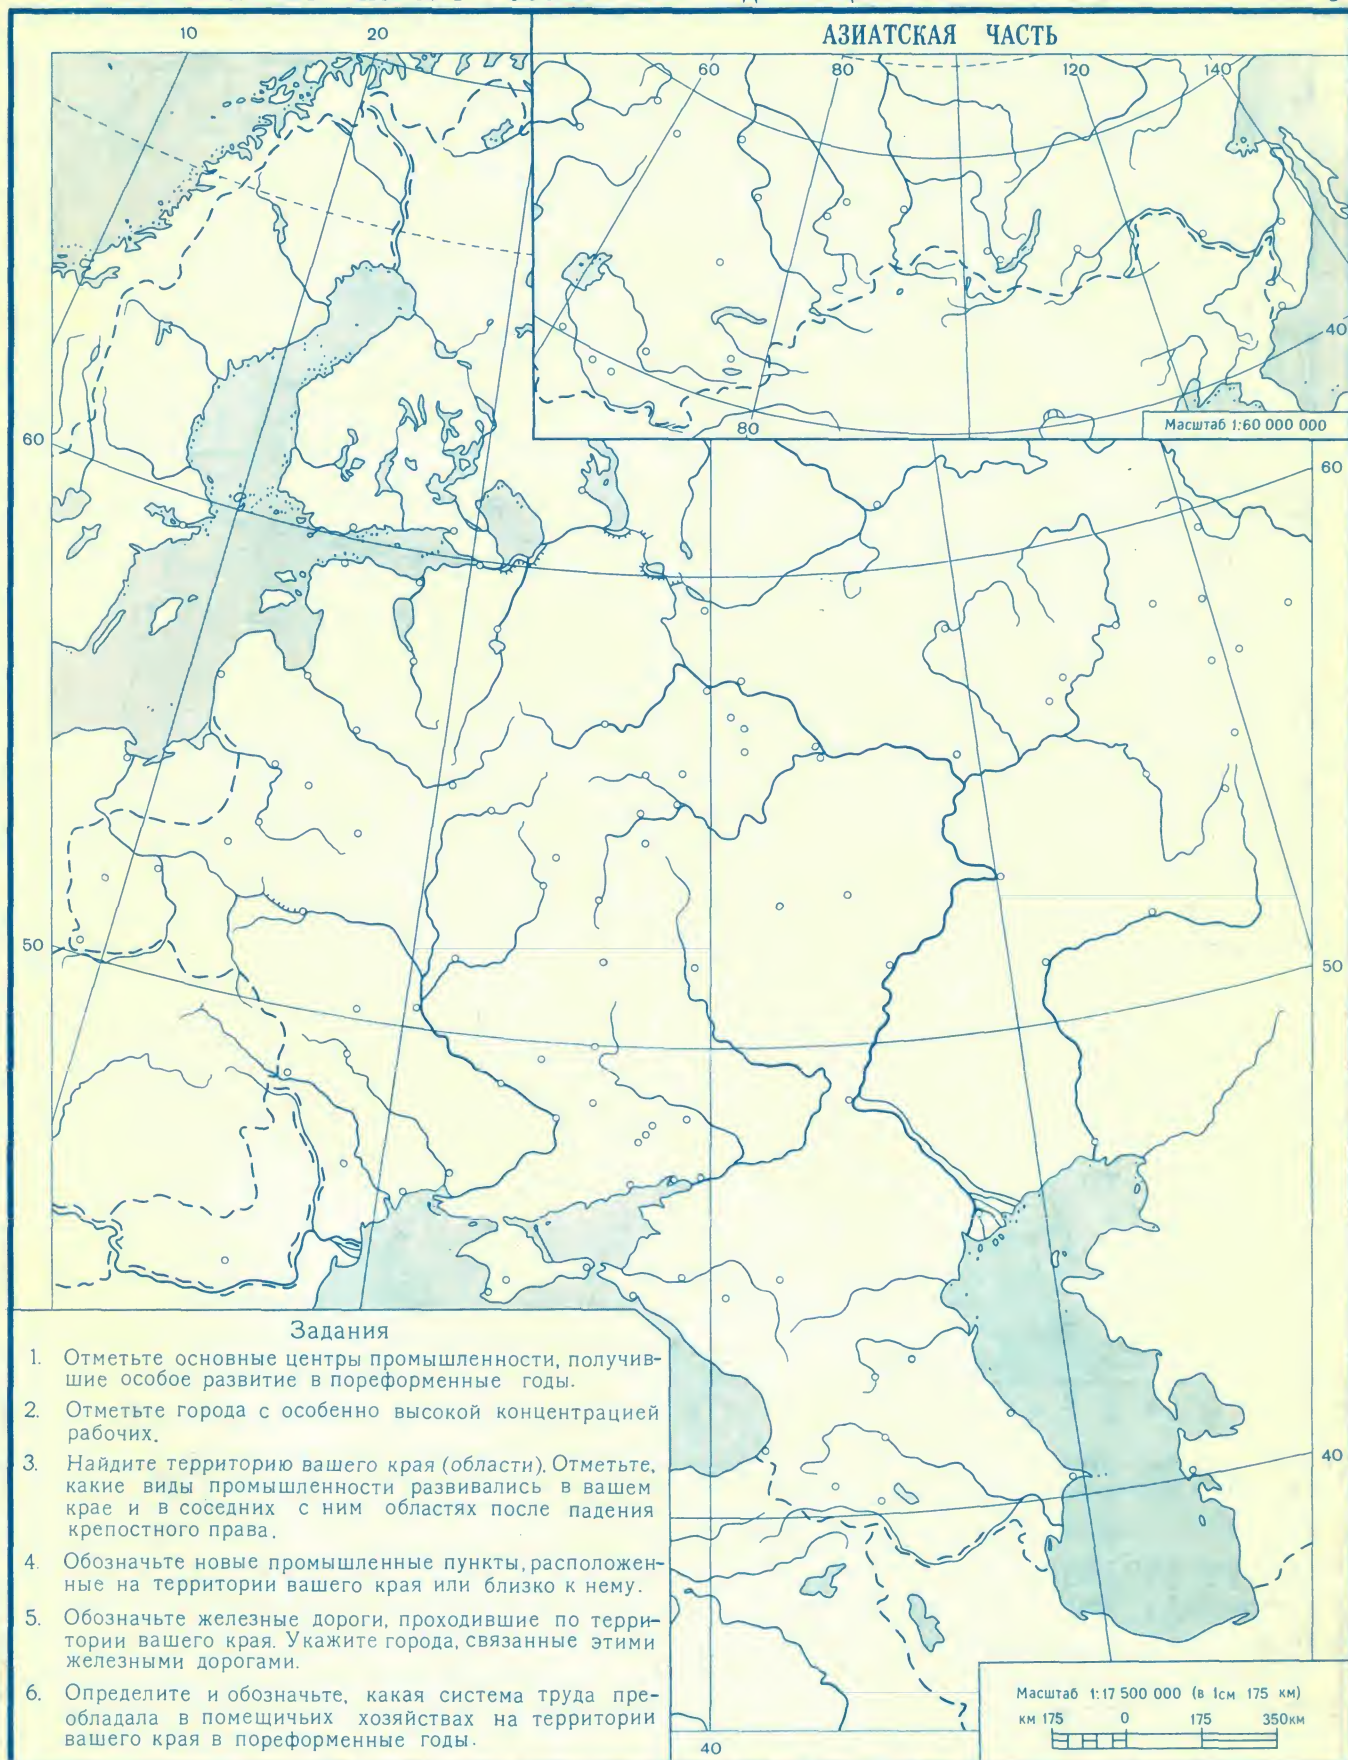 10
20
АЗИАТСКАЯ ЧАСТЬ
60
80
120
140
40
80
Масштаб 1:60 000 000
60
60
50
50
40
Задания
1. Отметьте основные центры промышленности, получив-
шие особое развитие в пореформенные годы.
2. Отметьте города с особенно высокой концентрацией
рабочих.
3. Найдите территорию вашего края (области). Отметьте,
какие виды промышленности развивались в вашем
крае и в соседних с ним областях после падения
крепостного права.
4. Обозначьте новые промышленные пункты, расположен-
ные на территории вашего края или близко к нему.
5. Обозначьте железные дороги, проходившие по терри-
тории вашего края. Укажите города, связанные этими
железными дорогами.
6. Определите и обозначьте, какая система труда пре-
обладала в помещичьих хозяйствах на территории
вашего края в пореформенные годы.
40
Масштаб 1:17 500 000 (в 1см 175 км)
км 175 0 175 350км